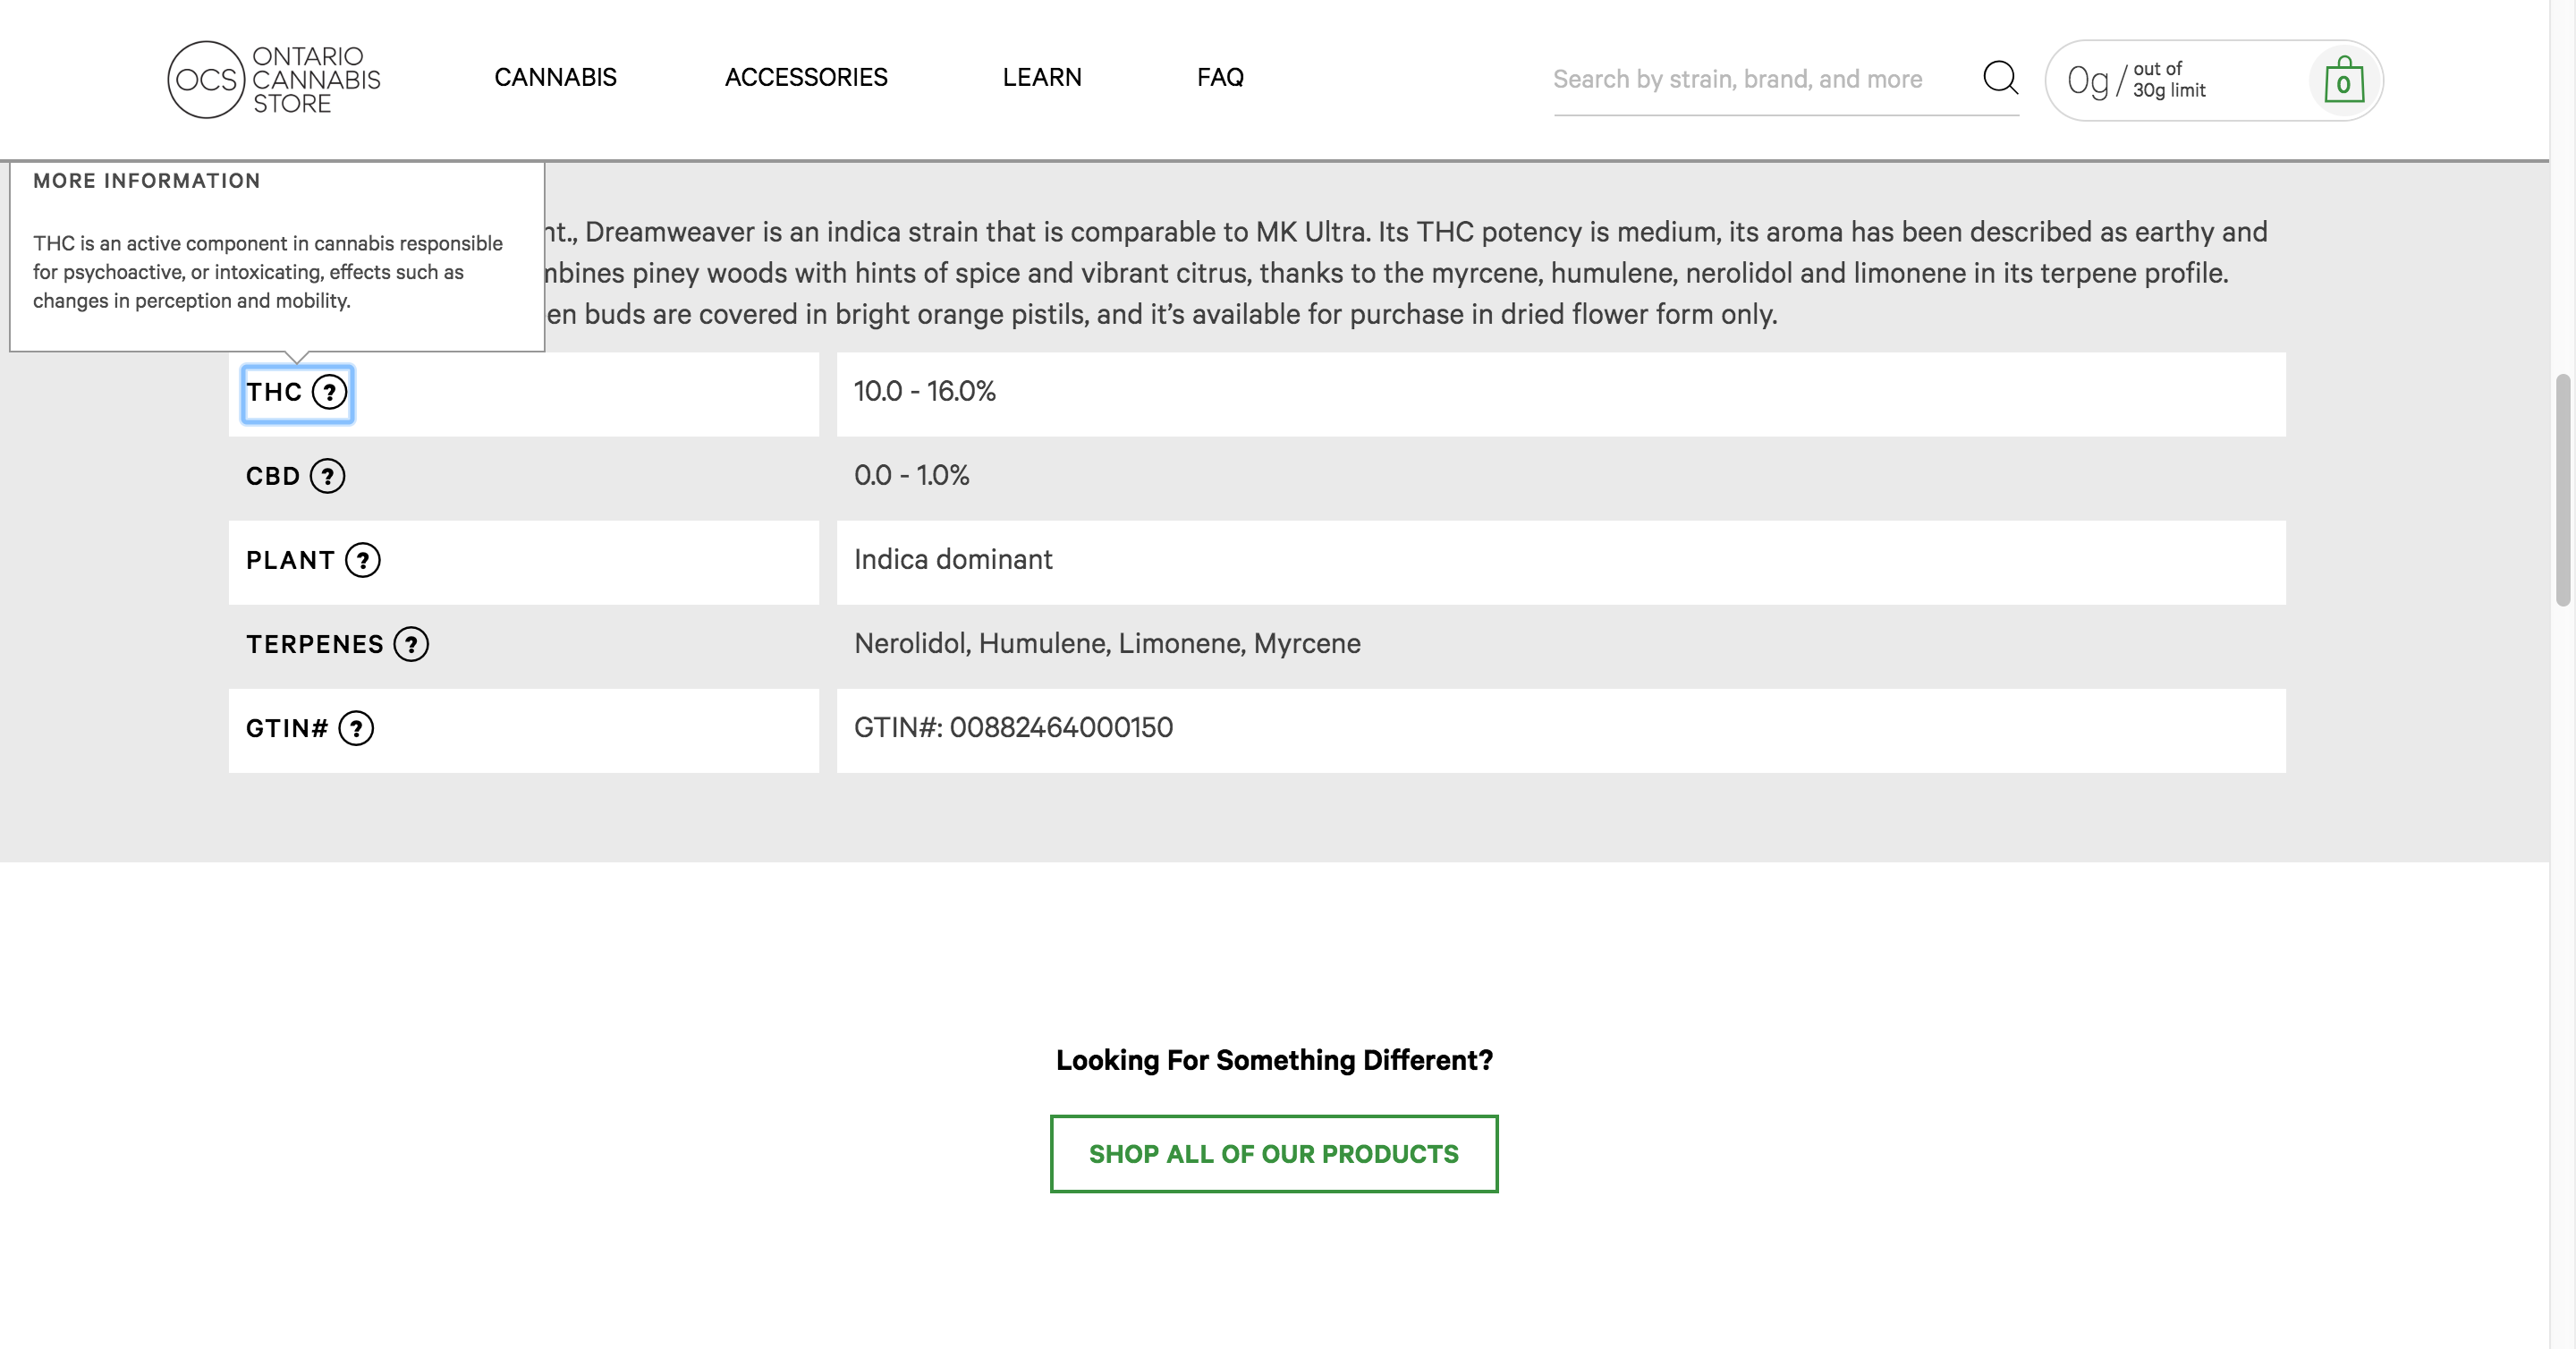 OCS
ONTARIO
CANNABIS
STORE
CANNABIS
ACCESSORIES
LEARN
FAQ
Search by strain, brand, and more
0g / out of
30g limit
0
MORE INFORMATION
THC is an active component in cannabis responsible
for psychoactive, or intoxicating, effects such as
changes in perception and mobility.
Dreamweaver is an indica strain that is comparable to MK Ultra. Its THC potency is medium, its aroma has been described as earthy and
piney woods with hints of spice and vibrant citrus, thanks to the myrcene, humulene, nerolidol and limonene in its terpene profile.
buds are covered in bright orange pistils, and it’s available for purchase in dried flower form only.
THC ? 10.0 - 16.0%
CBD ? 0.0 - 1.0%
PLANT ? Indica dominant
TERPENES ? Nerolidol, Humulene, Limonene, Myrcene
GTIN# ? GTIN#: 00882464000150
Looking For Something Different?
SHOP ALL OF OUR PRODUCTS